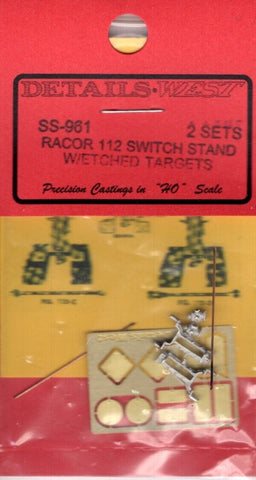 DETAILS WEST
SS-961
2 SETS
RACOR 112 SWITCH STAND
W/ETCHED TARGETS
Precision Castings in "HO" Scale